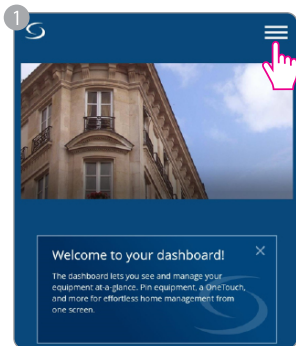 1
Welcome to your dashboard!
The dashboard lets you see and manage your
equipment at-a-glance. Pin equipment, a OneTouch,
and more for effortless home management from
one screen.